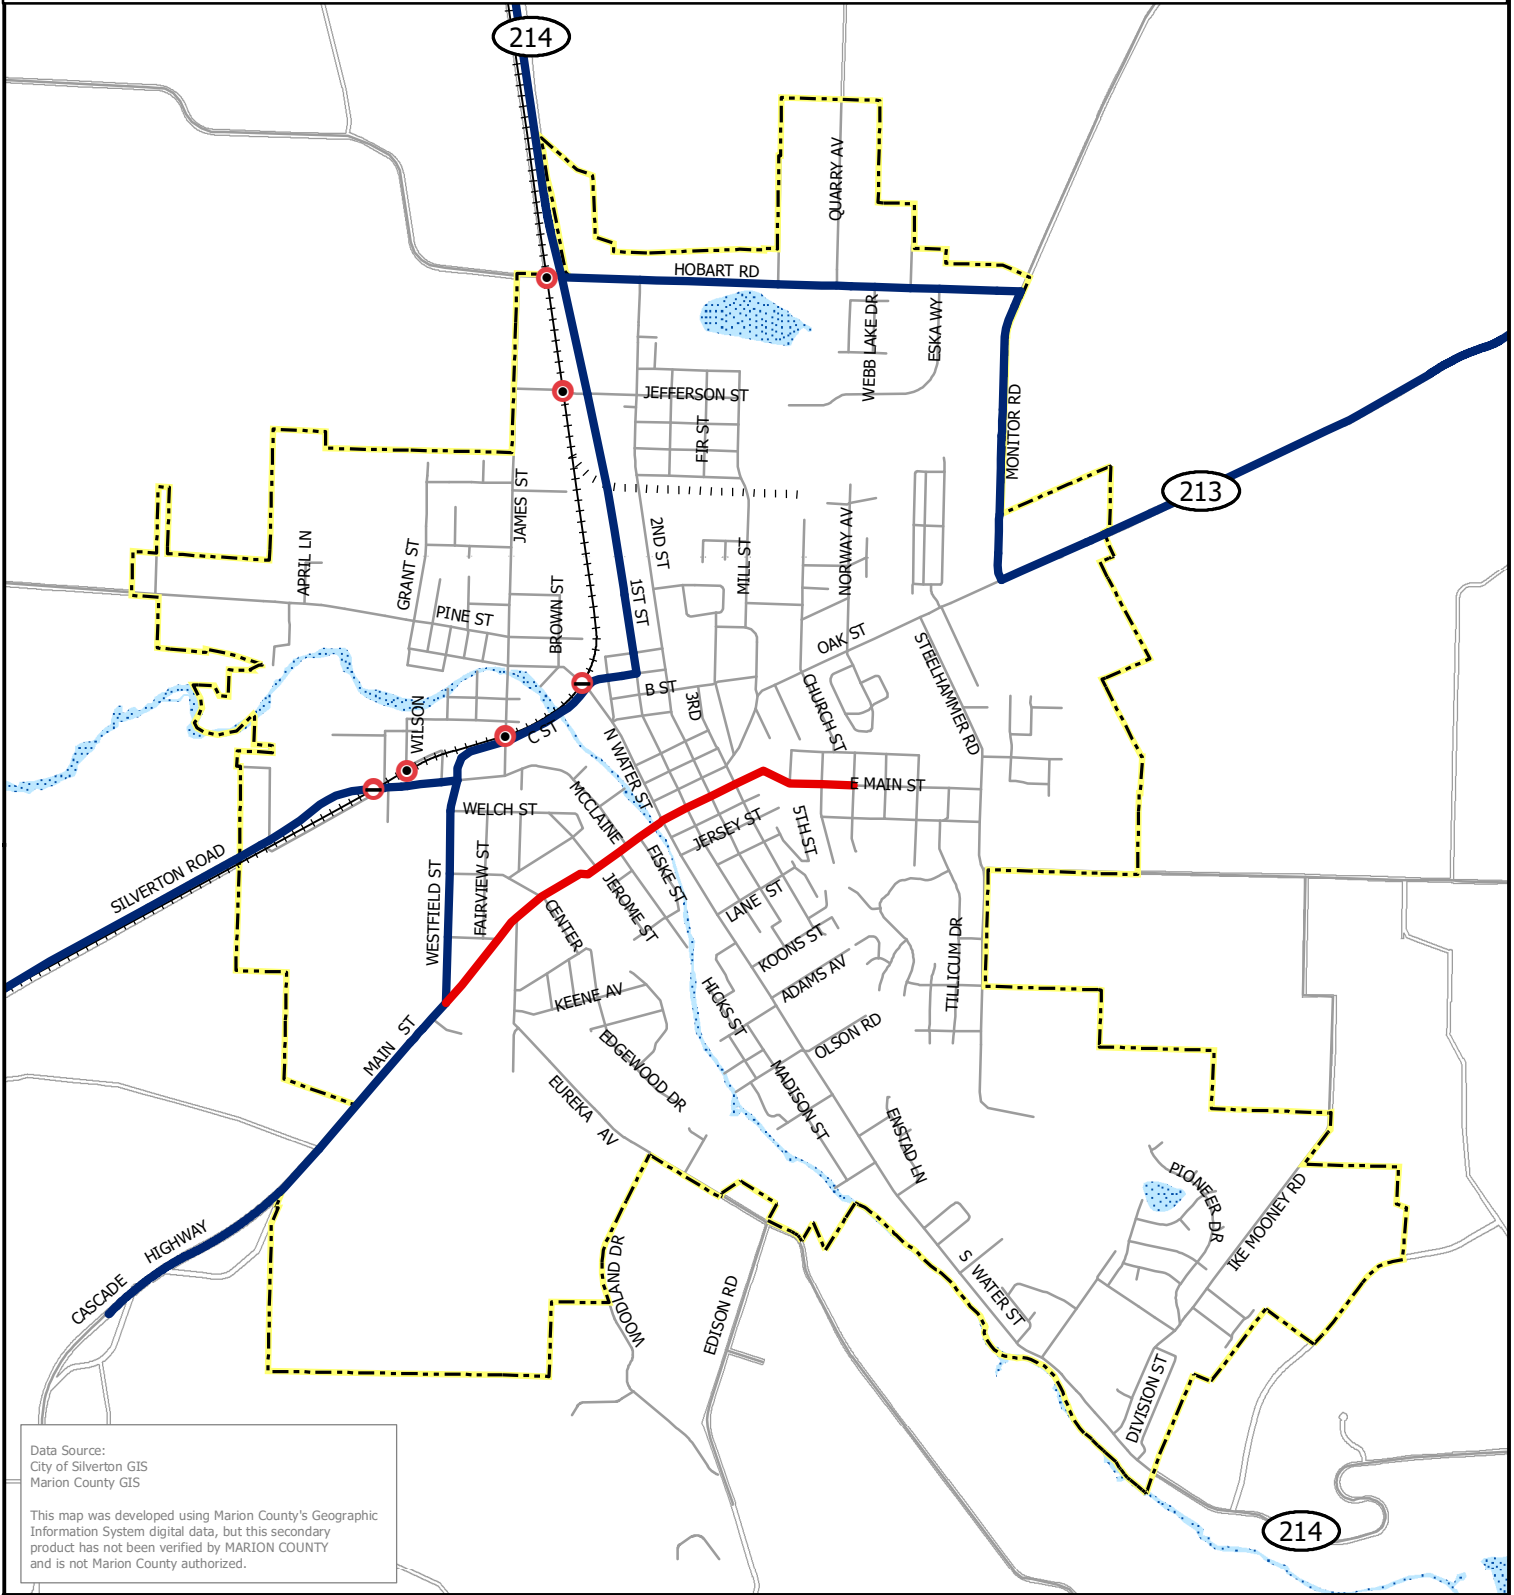 214
QUARRY AV
HOBART RD
WEBB LAKE DR
ESKA WY
JEFFERSON ST
FIR ST
MONITOR RD
213
JAMES ST
APRIL LN
GRANT ST
2ND ST
MILL ST
NORWAY AV
PINE ST
BROWN ST
1ST ST
OAK ST
STEELHAMMER RD
B ST
3RD
CHURCH ST
WILSON
C ST
N WATER ST
E MAIN ST
WELCH ST
MCCLAINE
JERSEY ST
5TH ST
SILVERTON ROAD
WESTFIELD ST
FAIRVIEW ST
FISKE ST
JEROME ST
LANE ST
CENTER
KOONS ST
TILLICUM DR
ADAMS AV
KEENE AV
HICKS ST
OLSON RD
MAIN ST
EDGEWOOD DR
EUREKA AV
MADISON ST
ENSTAD LN
PIONEER DR
IKE MOONEY RD
CASCADE HIGHWAY
WOODLAND DR
EDISON RD
S WATER ST
DIVISION ST
214
Data Source:
City of Silverton GIS
Marion County GIS
This map was developed using Marion County's Geographic
Information System digital data, but this secondary
product has not been verified by MARION COUNTY
and is not Marion County authorized.